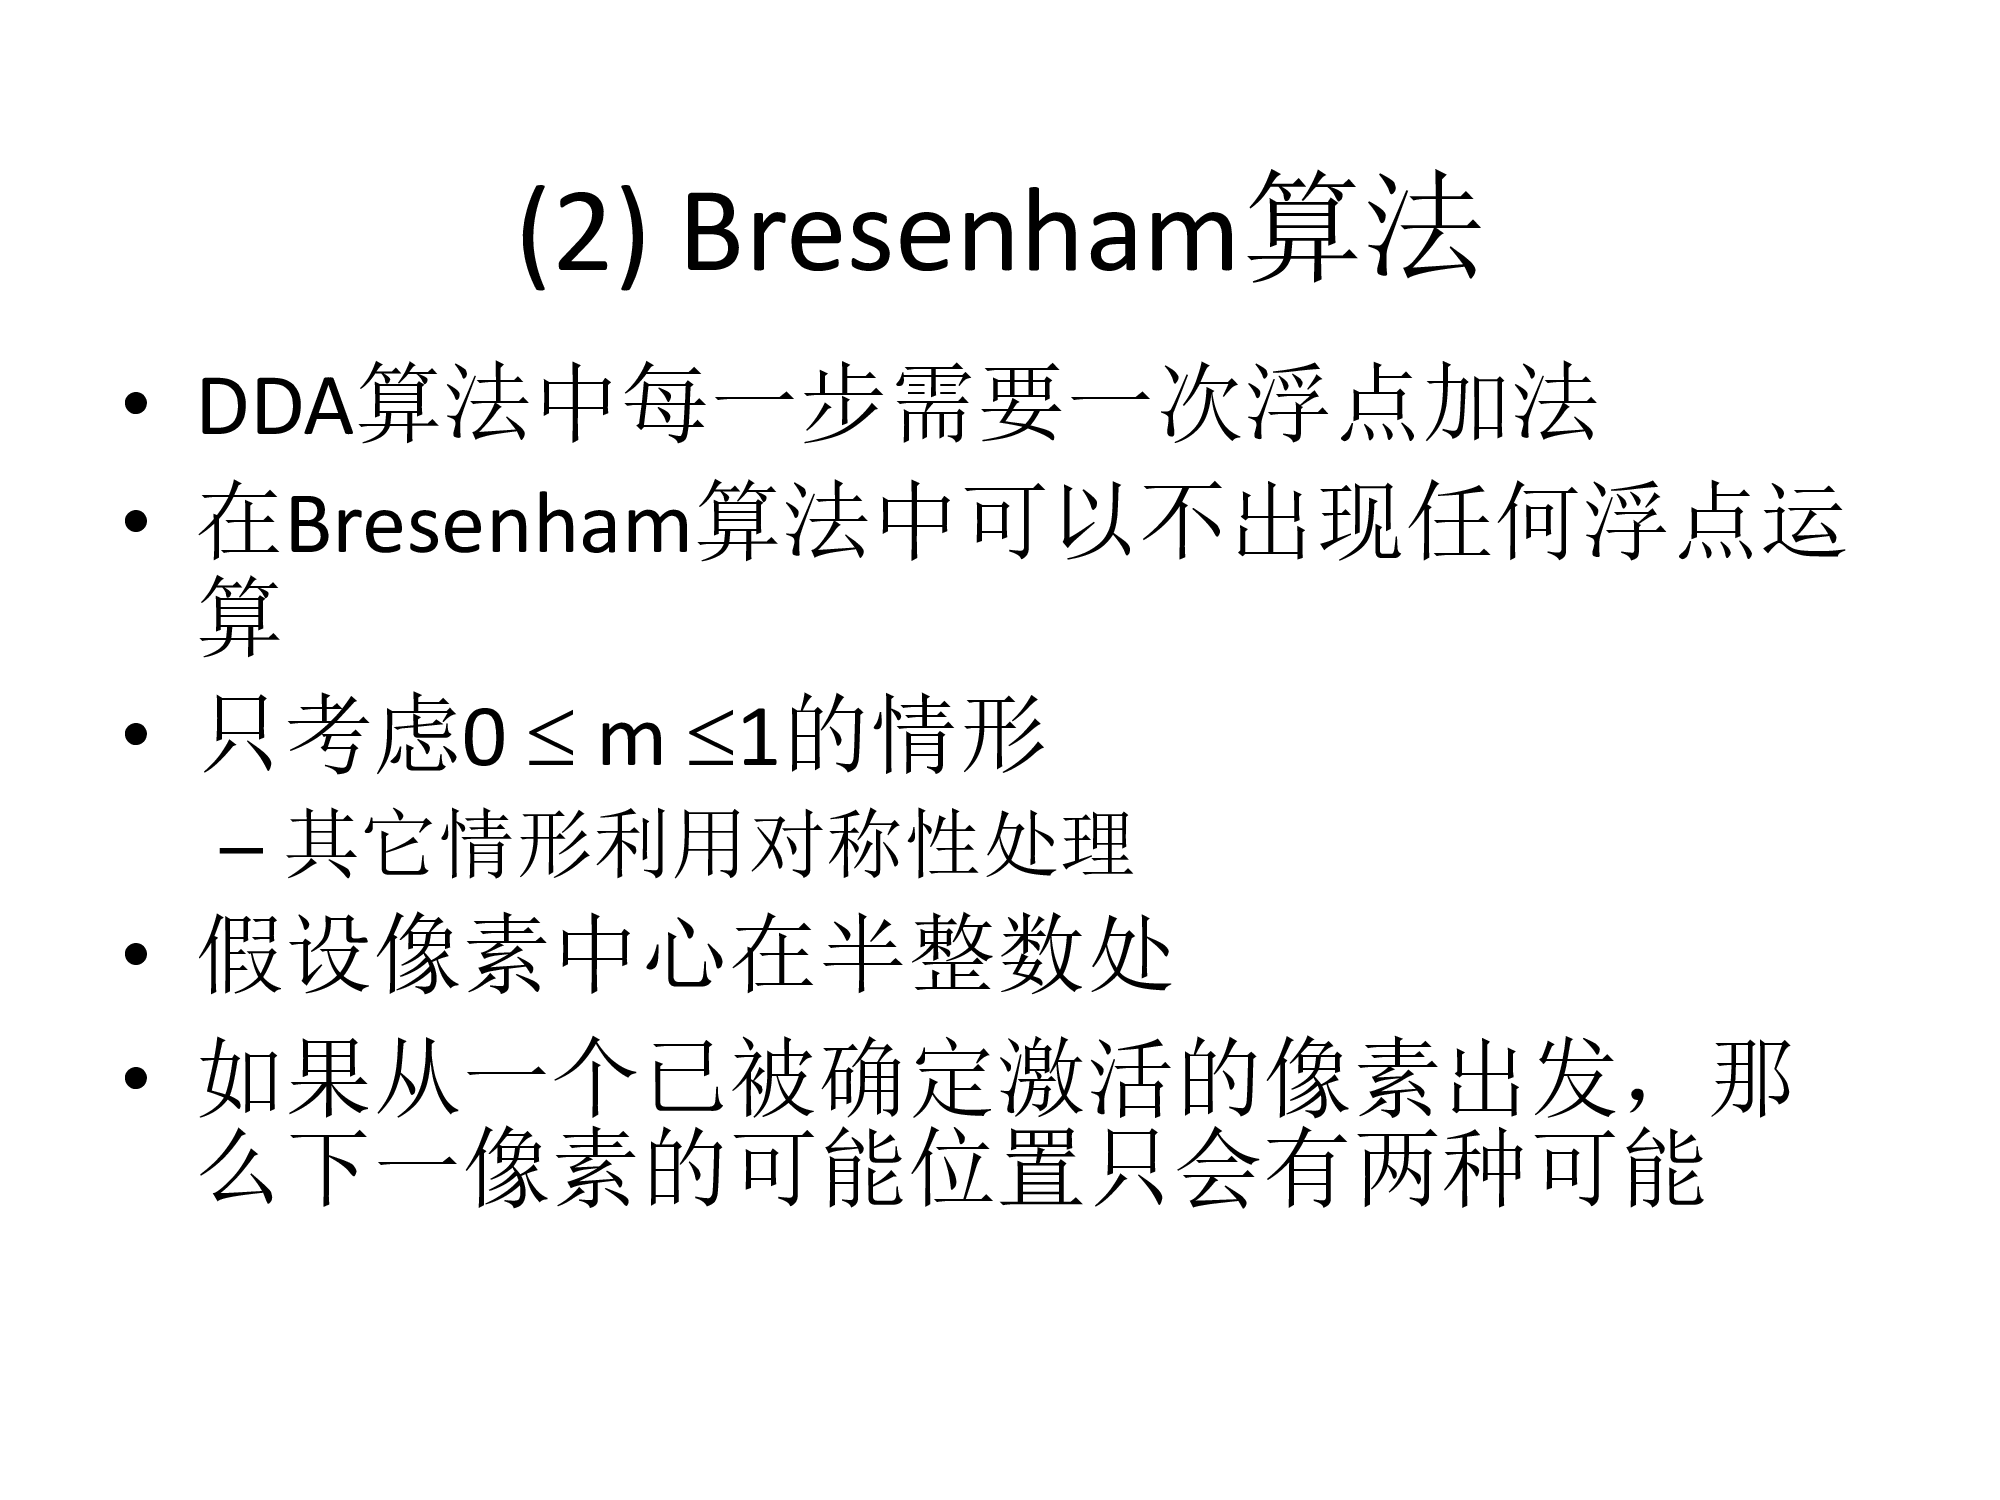 (2) Bresenham算法
• DDA算法中每一步需要一次浮点加法
• 在Bresenham算法中可以不出现任何浮点运
算
• 只考虑0 ≤ m ≤1的情形
– 其它情形利用对称性处理
• 假设像素中心在半整数处
• 如果从一个已被确定激活的像素出发，那
么下一像素的可能位置只会有两种可能